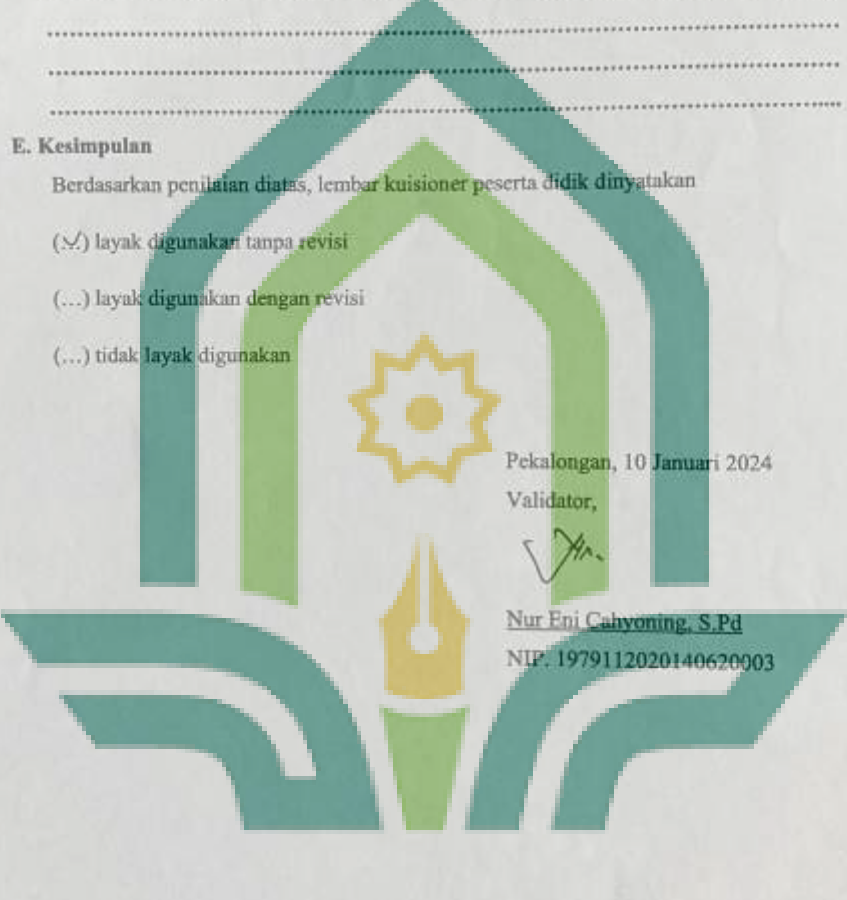 E. Kesimpulan
Berdasarkan penilaian diatas, lembar kuisioner peserta didik dinyatakan
(✓) layak digunakan tanpa revisi
(...) layak digunakan dengan revisi
(...) tidak layak digunakan
Pekalongan, 10 Januari 2024
Validator,
Nur Eni Cahyoning, S.Pd
NIP. 1979112020140620003